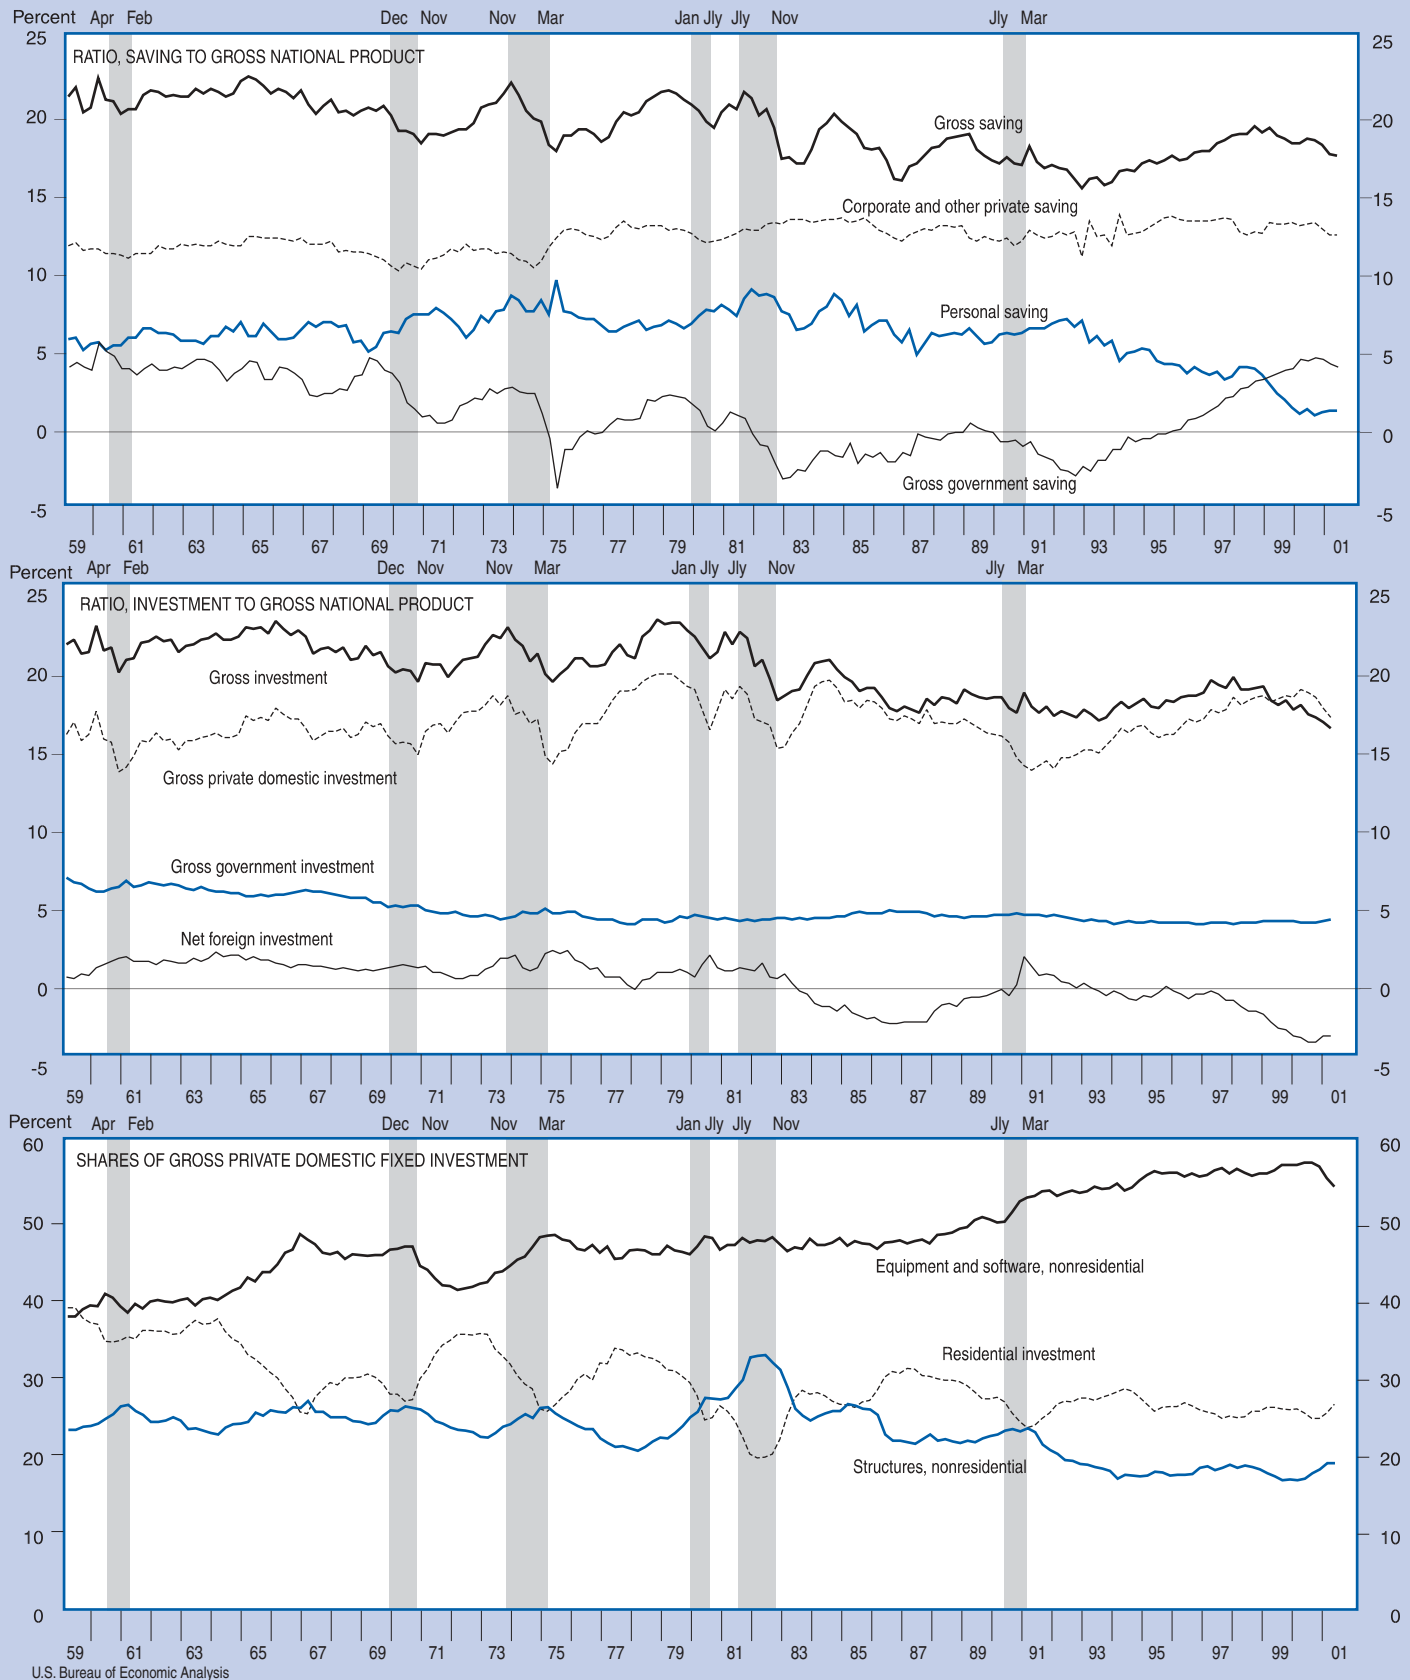 Percent Apr Feb Dec Nov Nov Mar Jan Jly Jly Nov Jly Mar
25 25
RATIO, SAVING TO GROSS NATIONAL PRODUCT
20 Gross saving 20
15 15
Corporate and other private saving
10 10
Personal saving
5 5
0 0
Gross government saving
-5 -5
59 61 63 65 67 69 71 73 75 77 79 81 83 85 87 89 91 93 95 97 99 01
Percent Apr Feb Dec Nov Nov Mar Jan Jly Jly Nov Jly Mar
25 25
RATIO, INVESTMENT TO GROSS NATIONAL PRODUCT
20 20
Gross investment
15 15
Gross private domestic investment
10 10
Gross government investment
5 5
Net foreign investment
0 0
-5 -5
59 61 63 65 67 69 71 73 75 77 79 81 83 85 87 89 91 93 95 97 99 01
Percent Apr Feb Dec Nov Nov Mar Jan Jly Jly Nov Jly Mar
60 60
SHARES OF GROSS PRIVATE DOMESTIC FIXED INVESTMENT
50 50
Equipment and software, nonresidential
40 40
Residential investment
30 30
20 20
Structures, nonresidential
10 10
0 0
59 61 63 65 67 69 71 73 75 77 79 81 83 85 87 89 91 93 95 97 99 01
U.S. Bureau of Economic Analysis